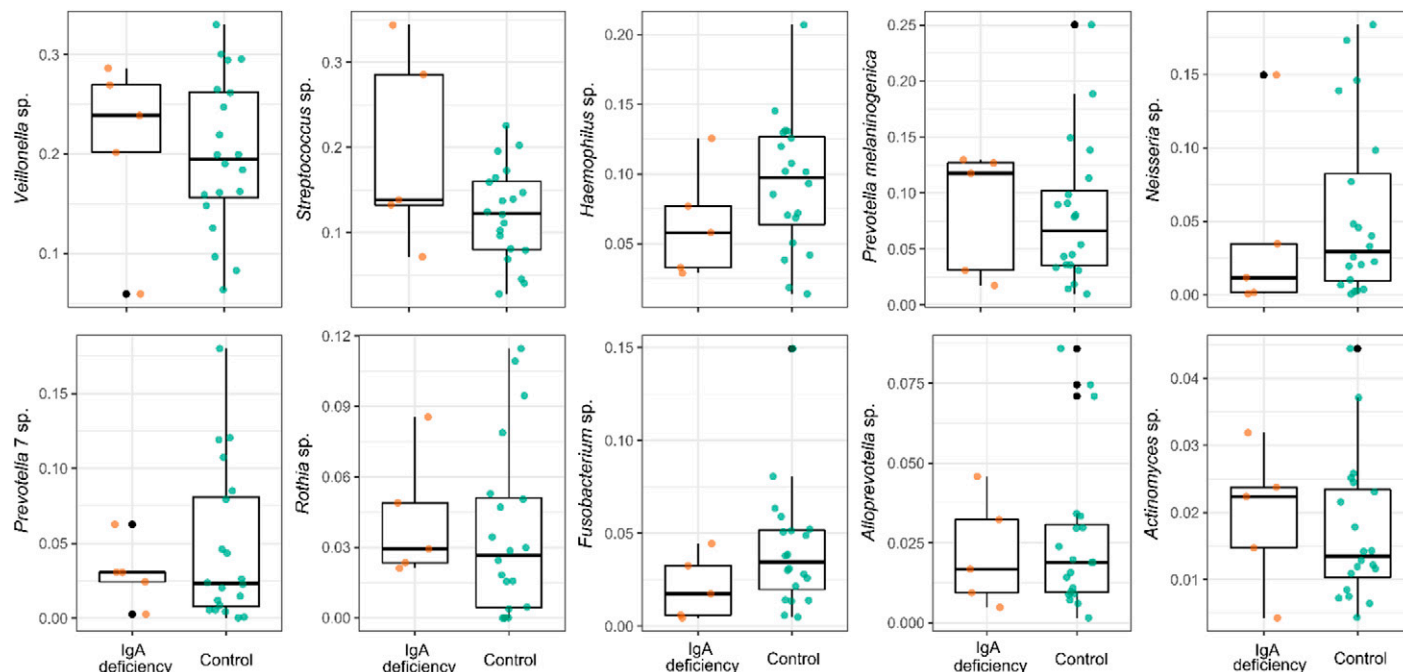 Veillonella sp.
0.3
0.2
0.1
Streptococcus sp.
0.3
0.2
0.1
Haemophilus sp.
0.20
0.15
0.10
0.05
Prevotella melaninogenica
0.25
0.20
0.15
0.10
0.05
0.00
Neisseria sp.
0.15
0.10
0.05
0.00
Prevotella 7 sp.
0.15
0.10
0.05
0.00
Rothia sp.
0.12
0.09
0.06
0.03
0.00
Fusobacterium sp.
0.15
0.10
0.05
0.00
Alloprevotella sp.
0.075
0.050
0.025
0.000
Actinomyces sp.
0.04
0.03
0.02
0.01
IgA
deficiency
Control
IgA
deficiency
Control
IgA
deficiency
Control
IgA
deficiency
Control
IgA
deficiency
Control